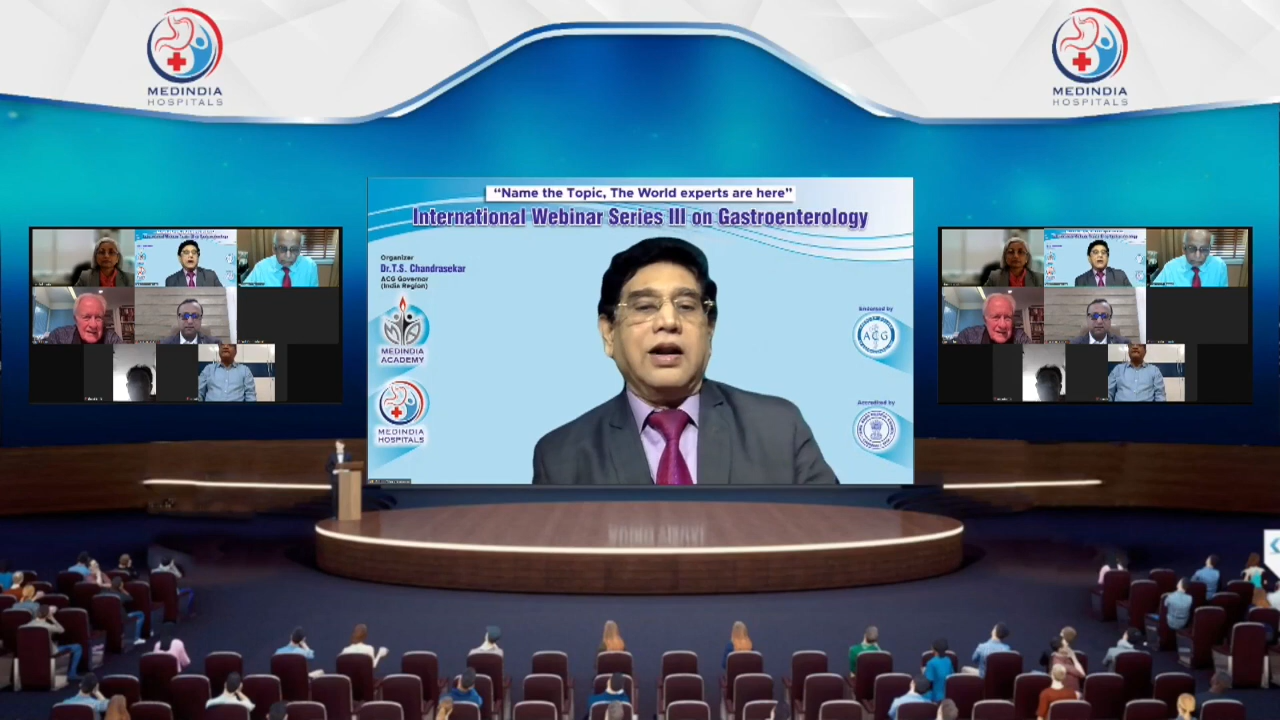 MEDINDIA
HOSPITALS
MEDINDIA
HOSPITALS
“Name the Topic, The World experts are here”
International Webinar Series III on Gastroenterology
Organizer
Dr.T.S. Chandrasekar
ACG Governor
(India Region)
MEDINDIA
ACADEMY
MEDINDIA
HOSPITALS
Endorsed by
ACG
Accredited by